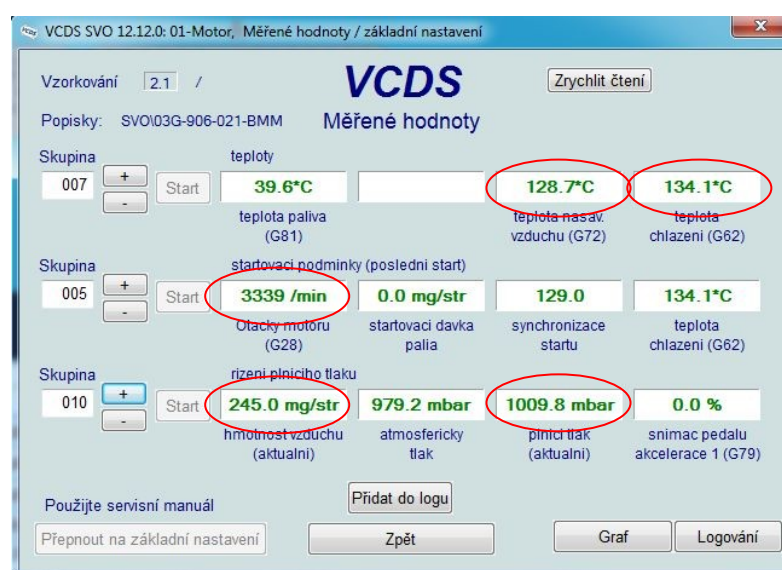 VCDS SVO 12.12.0: 01-Motor, Měřené hodnoty / základní nastavení
Vzorkování 2.1 / VCDS Zrychlit čtení
Popisky: SVO\03G-906-021-BMM Měřené hodnoty
Skupina teploty
007 + - Start 39.6*C 128.7*C 134.1*C
teplota paliva teplota nasáv. teplota
(G81) vzduchu (G72) chlazeni (G62)
Skupina startovaci podminky (posledni start)
005 + - Start 3339 /min 0.0 mg/str 129.0 134.1*C
Otacky motoru startovaci davka synchronizace teplota
(G28) palia startu chlazeni (G62)
Skupina rizeni plniciho tlaku
010 + - Start 245.0 mg/str 979.2 mbar 1009.8 mbar 0.0 %
hmotnost vzduchu atmosfericky plnici tlak snimac pedalu
(aktualni) tlak (aktualni) akcelerace 1 (G79)
Použijte servisní manuál Přidat do logu
Přepnout na základní nastavení Zpět Graf Logování